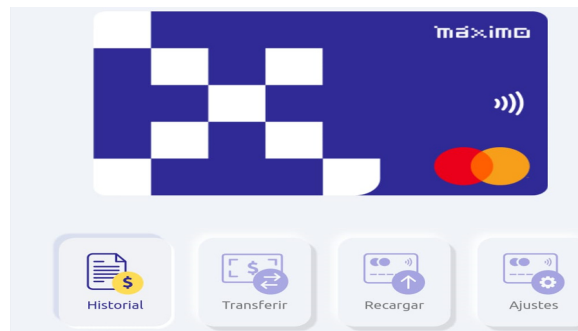 máximo
$
$
Historial
Transferir
Recargar
Ajustes